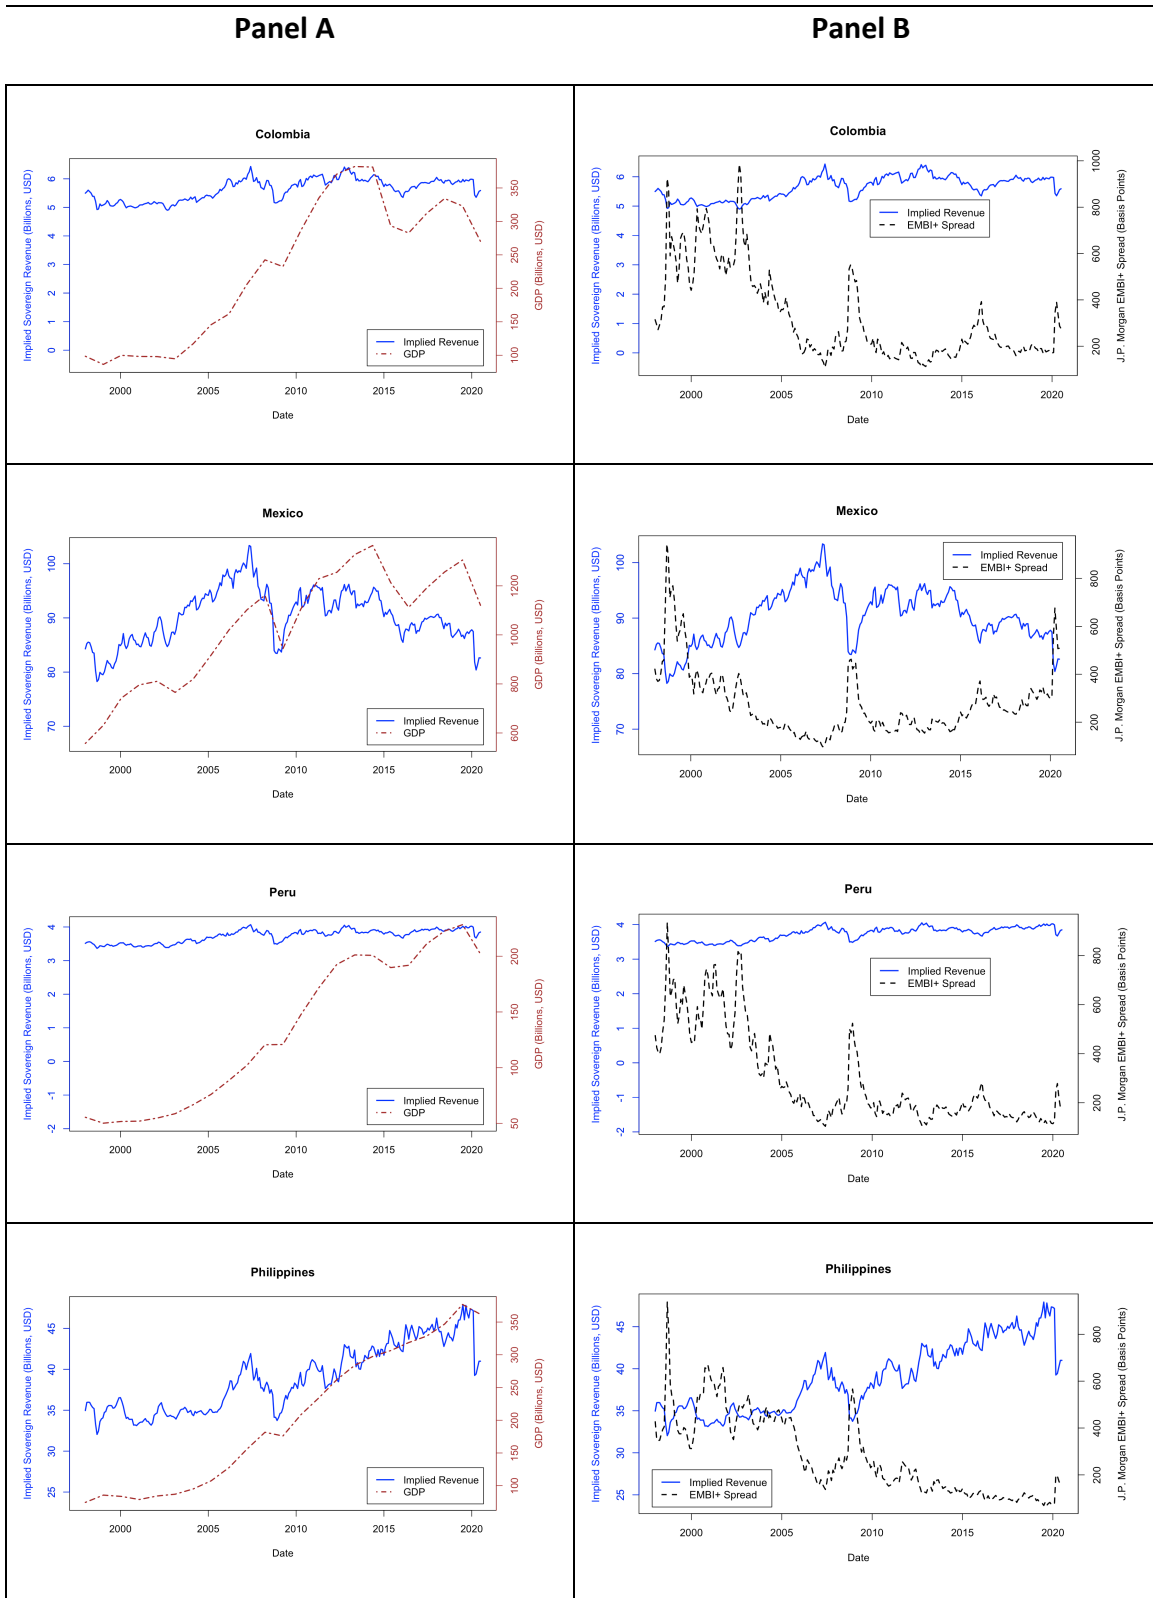 Panel A
Panel B
Colombia
Implied Sovereign Revenue (Billions, USD)
0 1 2 3 4 5 6
GDP (Billions, USD)
100 150 200 250 300 350
Implied Revenue
GDP
2000 2005 2010 2015 2020
Date
Colombia
Implied Sovereign Revenue (Billions, USD)
0 1 2 3 4 5 6
J.P. Morgan EMBI+ Spread (Basis Points)
200 400 600 800 1000
Implied Revenue
EMBI+ Spread
2000 2005 2010 2015 2020
Date
Mexico
Implied Sovereign Revenue (Billions, USD)
70 80 90 100
GDP (Billions, USD)
600 800 1000 1200
Implied Revenue
GDP
2000 2005 2010 2015 2020
Date
Mexico
Implied Sovereign Revenue (Billions, USD)
70 80 90 100
J.P. Morgan EMBI+ Spread (Basis Points)
200 400 600 800
Implied Revenue
EMBI+ Spread
2000 2005 2010 2015 2020
Date
Peru
Implied Sovereign Revenue (Billions, USD)
-2 -1 0 1 2 3 4
GDP (Billions, USD)
50 100 150 200
Implied Revenue
GDP
2000 2005 2010 2015 2020
Date
Peru
Implied Sovereign Revenue (Billions, USD)
-2 -1 0 1 2 3 4
J.P. Morgan EMBI+ Spread (Basis Points)
200 400 600 800
Implied Revenue
EMBI+ Spread
2000 2005 2010 2015 2020
Date
Philippines
Implied Sovereign Revenue (Billions, USD)
25 30 35 40 45
GDP (Billions, USD)
100 150 200 250 300 350
Implied Revenue
GDP
2000 2005 2010 2015 2020
Date
Philippines
Implied Sovereign Revenue (Billions, USD)
25 30 35 40 45
J.P. Morgan EMBI+ Spread (Basis Points)
200 400 600 800
Implied Revenue
EMBI+ Spread
2000 2005 2010 2015 2020
Date